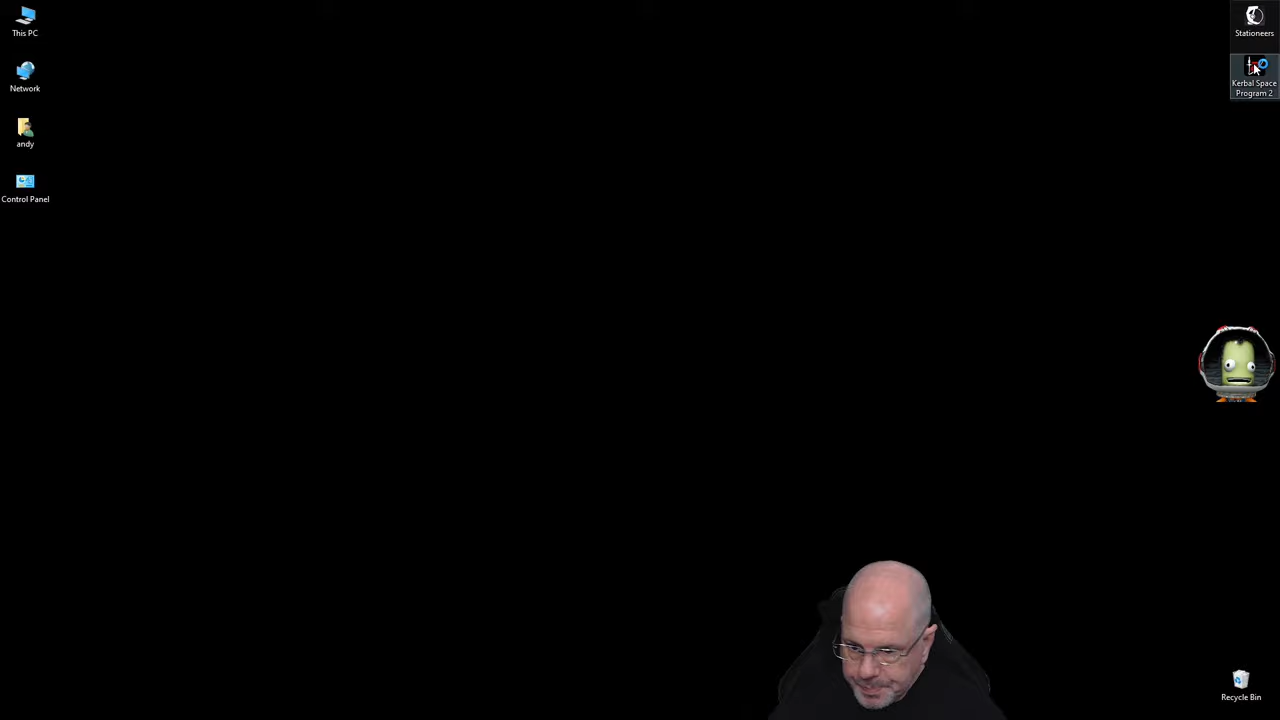 This PC
Network
andy
Control Panel
Stationeers
Kerbal Space
Program 2
Recycle Bin